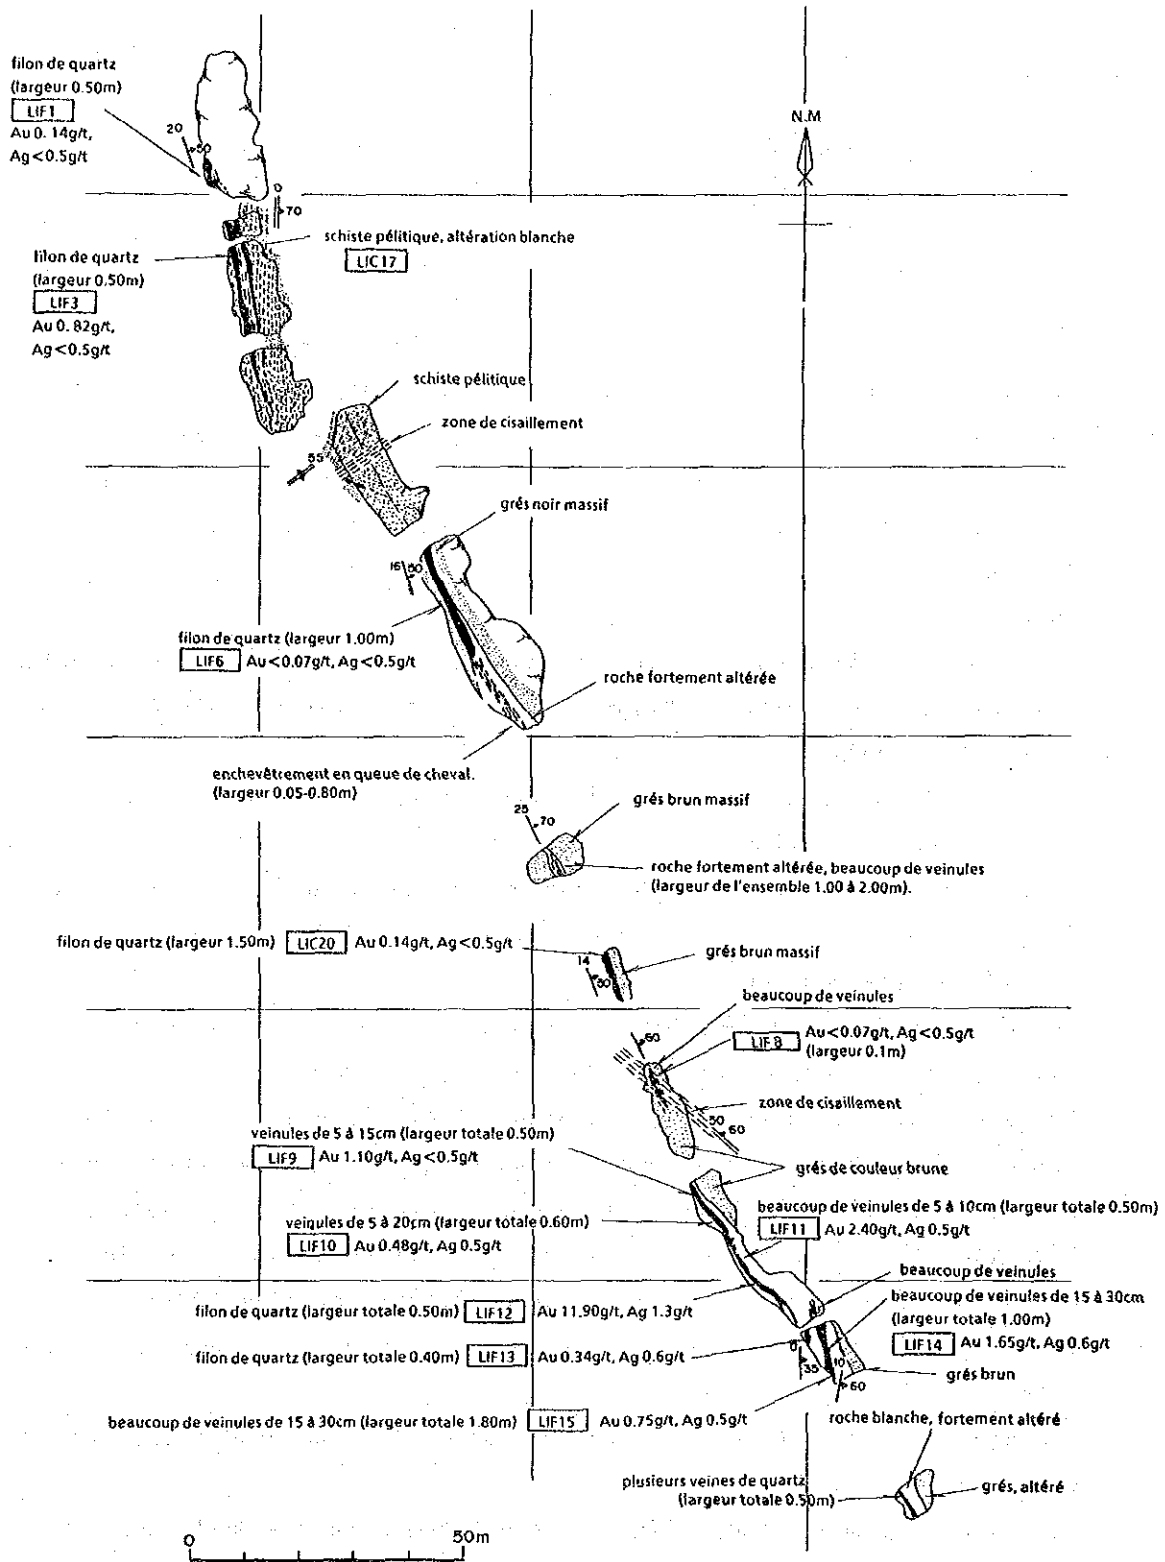 filon de quartz
(largeur 0.50m)
LIF1
Au 0.14g/t,
Ag<0.5g/t
20
50
N.M
0
70
schiste pélitique, altération blanche
LIC17
filon de quartz
(largeur 0.50m)
LIF3
Au 0.82g/t,
Ag<0.5g/t
schiste pélitique
zone de cisaillement
55
grés noir massif
16
50
filon de quartz (largeur 1.00m)
LIF6 Au<0.07g/t, Ag<0.5g/t
roche fortement altérée
enchevêtrement en queue de cheval.
(largeur 0.05-0.80m)
25
70
grés brun massif
roche fortement altérée, beaucoup de veinules
(largeur de l'ensemble 1.00 à 2.00m).
filon de quartz (largeur 1.50m) LIC20 Au 0.14g/t, Ag<0.5g/t
grés brun massif
14
50
beaucoup de veinules
60
LIF8 Au<0.07g/t, Ag<0.5g/t
(largeur 0.1m)
zone de cisaillement
50
60
veinules de 5 à 15cm (largeur totale 0.50m)
LIF9 Au 1.10g/t, Ag<0.5g/t
grés de couleur brune
beaucoup de veinules de 5 à 10cm (largeur totale 0.50m)
LIF11 Au 2.40g/t, Ag 0.5g/t
veinules de 5 à 20cm (largeur totale 0.60m)
LIF10 Au 0.48g/t, Ag 0.5g/t
beaucoup de veinules
filon de quartz (largeur totale 0.50m) LIF12 Au 11.90g/t, Ag 1.3g/t
beaucoup de veinules de 15 à 30cm
(largeur totale 1.00m)
LIF14 Au 1.65g/t, Ag 0.6g/t
filon de quartz (largeur totale 0.40m) LIF13 Au 0.34g/t, Ag 0.6g/t
0
35
10
60
grés brun
beaucoup de veinules de 15 à 30cm (largeur totale 1.80m) LIF15 Au 0.75g/t, Ag 0.5g/t
roche blanche, fortement altéré
plusieurs veines de quartz
(largeur totale 0.50m)
grés, altéré
0 50m